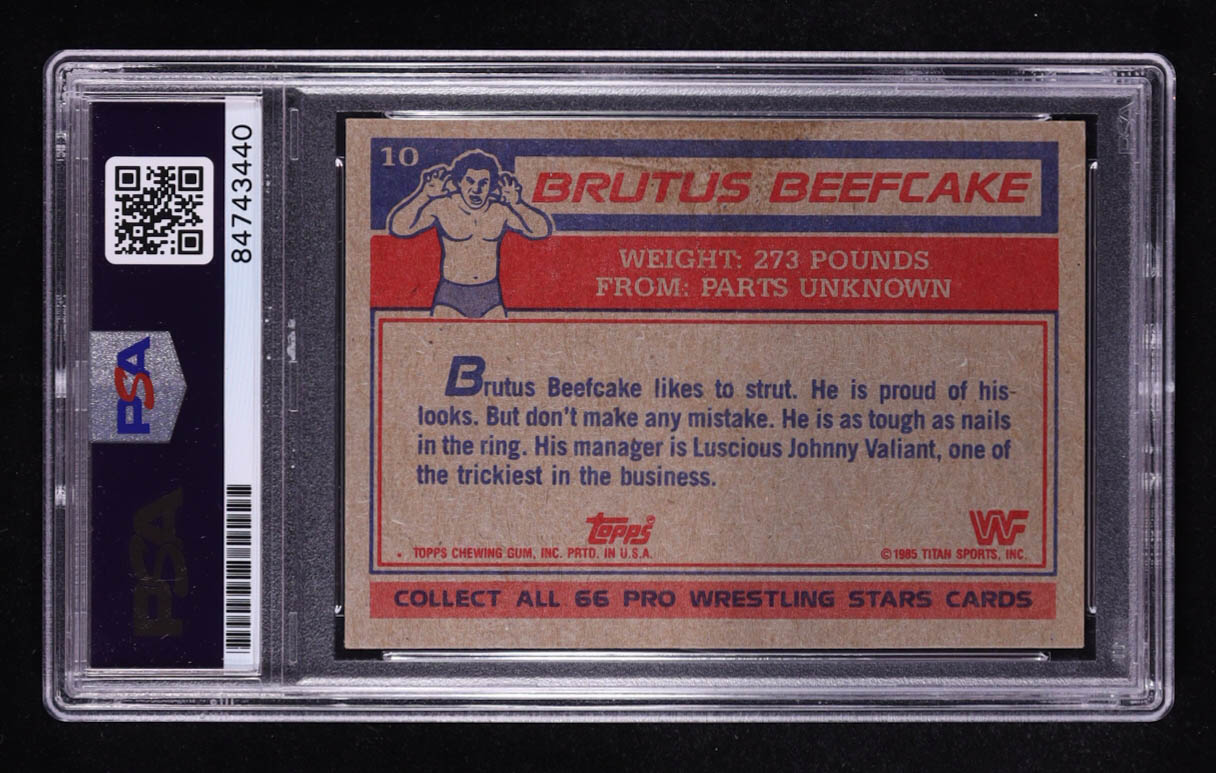 84743440
PSA
PSA
10
BRUTUS BEEFCAKE
WEIGHT: 273 POUNDS
FROM: PARTS UNKNOWN
Brutus Beefcake likes to strut. He is proud of his-
looks. But don't make any mistake. He is as tough as nails
in the ring. His manager is Luscious Johnny Valiant, one of
the trickiest in the business.
topps®
WF
. TOPPS CHEWING GUM, INC. PRTD. IN U.S.A.
© 1985 TITAN SPORTS, INC.
COLLECT ALL 66 PRO WRESTLING STARS CARDS